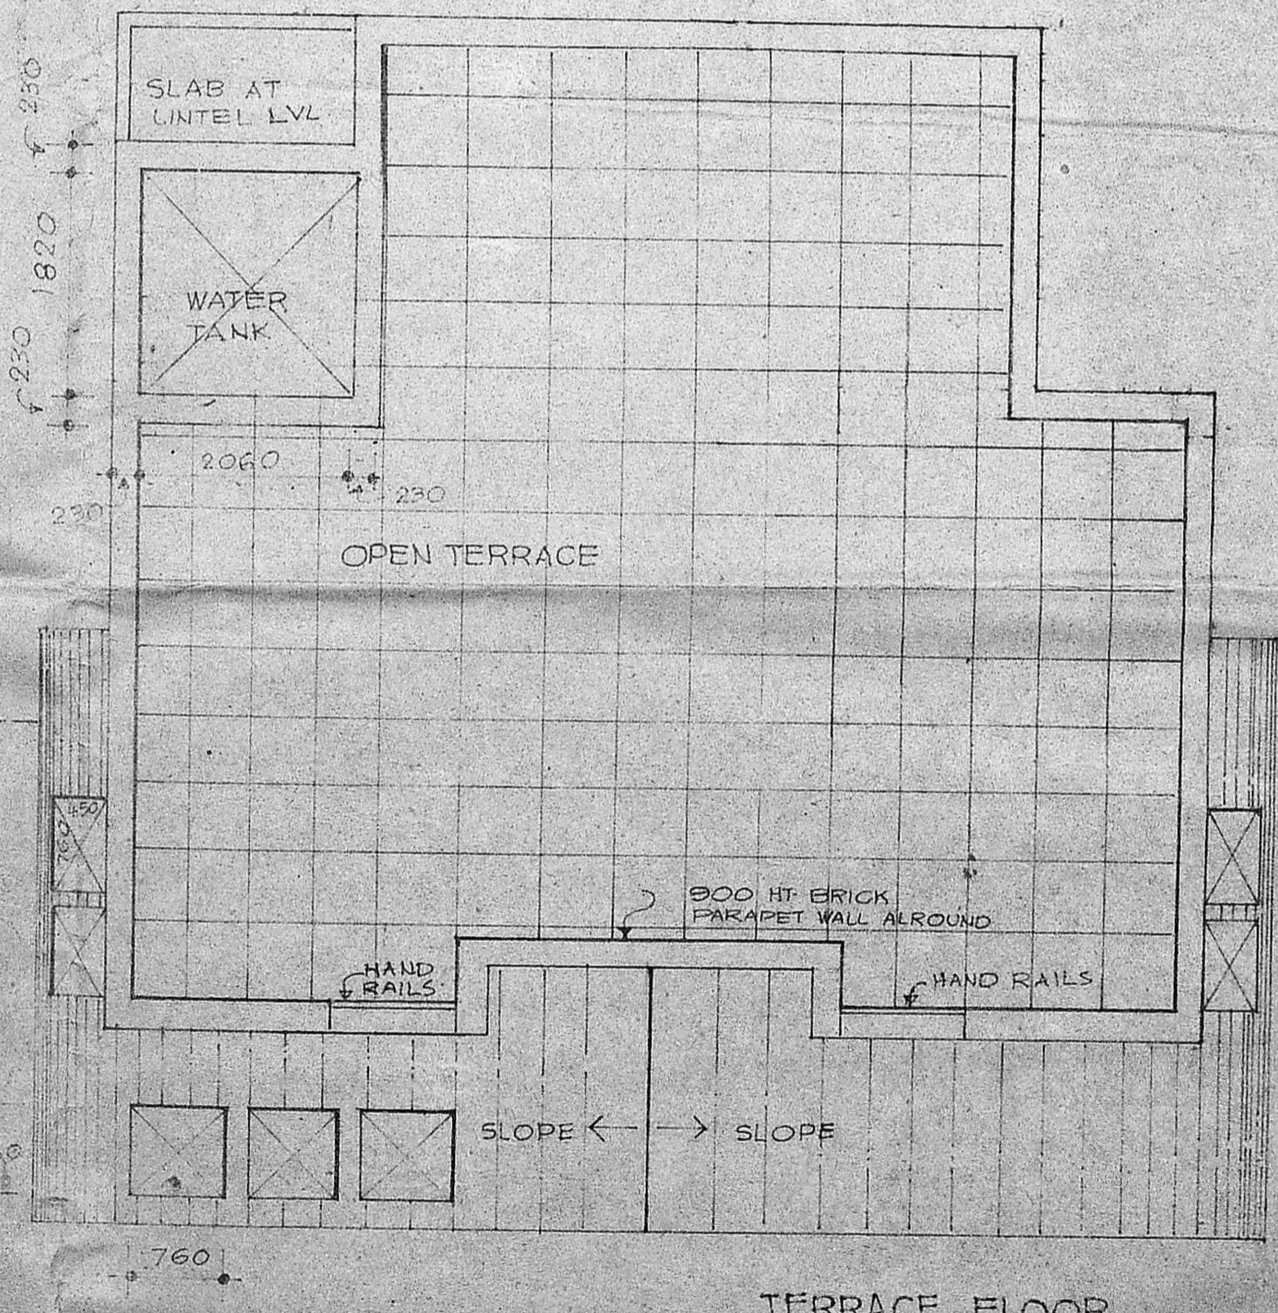 SLAB AT
LINTEL LVL
230
1820
230
WATER
TANK
2060
230
230
OPEN TERRACE
450
760
900 HT. BRICK
PARAPET WALL ALROUND
HAND
RAILS
HAND RAILS
SLOPE
SLOPE
760
TERRACE FLOOR